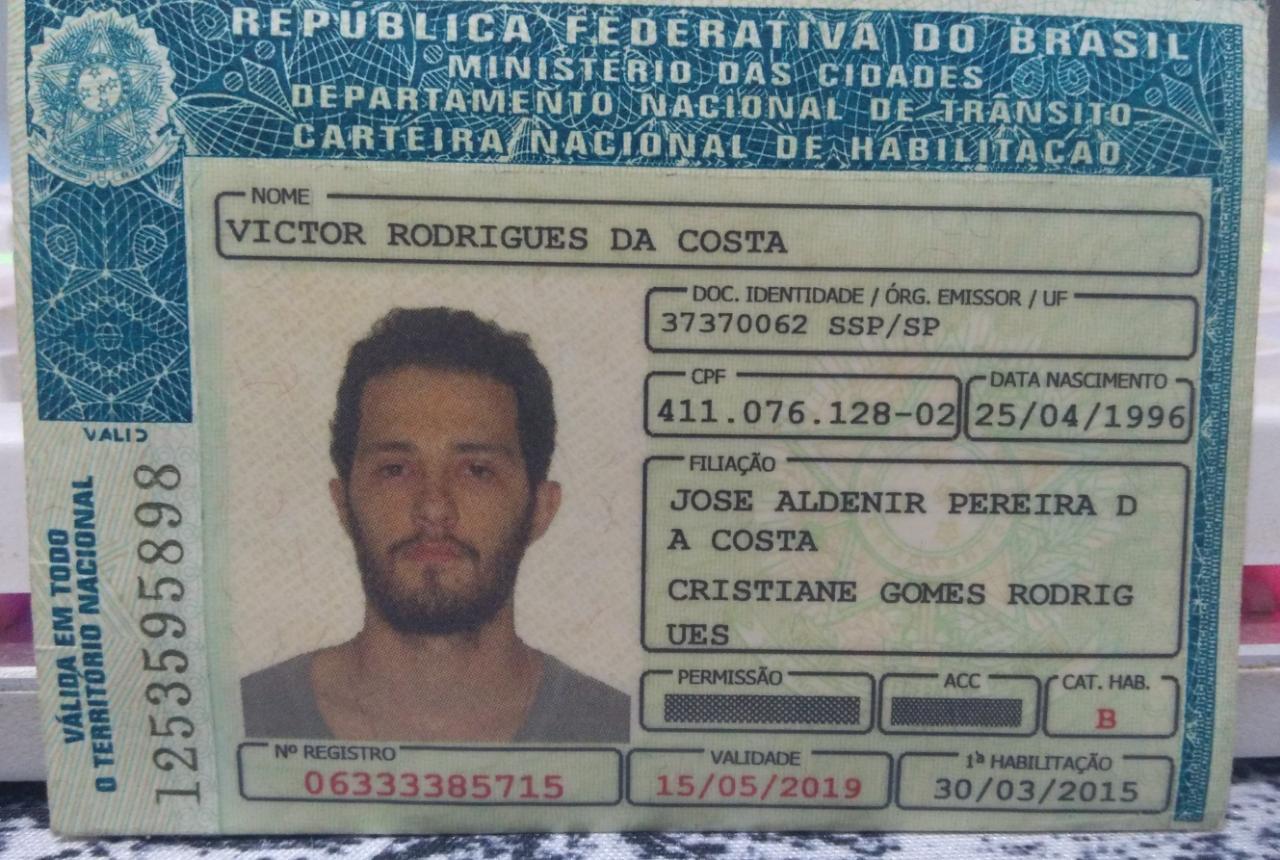 REPÚBLICA FEDERATIVA DO BRASIL
MINISTÉRIO DAS CIDADES
DEPARTAMENTO NACIONAL DE TRÂNSITO
CARTEIRA NACIONAL DE HABILITAÇÃO
NOME
VICTOR RODRIGUES DA COSTA
DOC. IDENTIDADE / ÓRG. EMISSOR / UF
37370062 SSP/SP
CPF
411.076.128-02
DATA NASCIMENTO
25/04/1996
FILIAÇÃO
JOSE ALDENIR PEREIRA D
A COSTA
CRISTIANE GOMES RODRIG
UES
PERMISSÃO
ACC
CAT. HAB.
B
Nº REGISTRO
06333385715
VALIDADE
15/05/2019
1ª HABILITAÇÃO
30/03/2015
VÁLIDA EM TODO
O TERRITÓRIO NACIONAL
1253595898